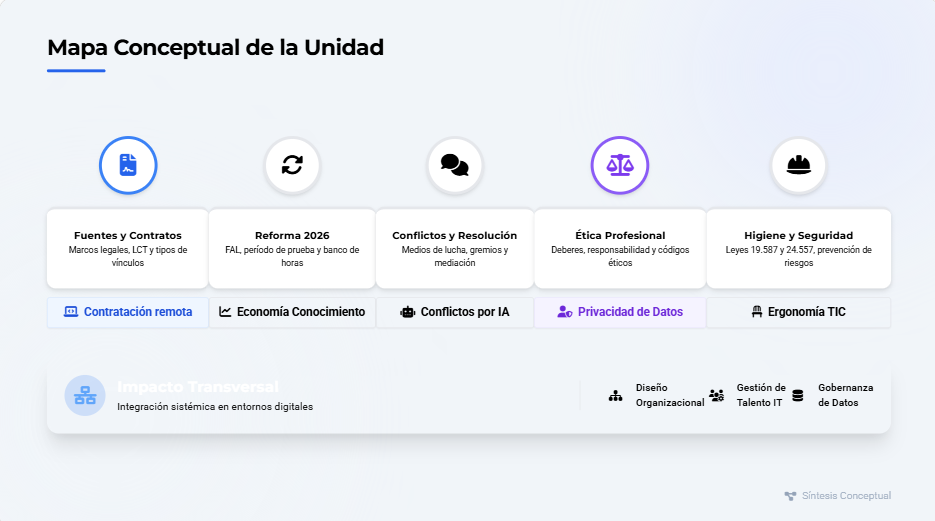 Mapa Conceptual de la Unidad
Fuentes y Contratos
Marcos legales, LCT y tipos de
vínculos
Reforma 2026
FAL, período de prueba y banco de
horas
Conflictos y Resolución
Medios de lucha, gremios y
mediación
Ética Profesional
Deberes, responsabilidad y códigos
éticos
Higiene y Seguridad
Leyes 19.587 y 24.557, prevención de
riesgos
Contratación remota
Economía Conocimiento
Conflictos por IA
Privacidad de Datos
Ergonomía TIC
Impacto Transversal
Integración sistémica en entornos digitales
Diseño
Organizacional
Gestión de
Talento IT
Gobernanza
de Datos
Síntesis Conceptual